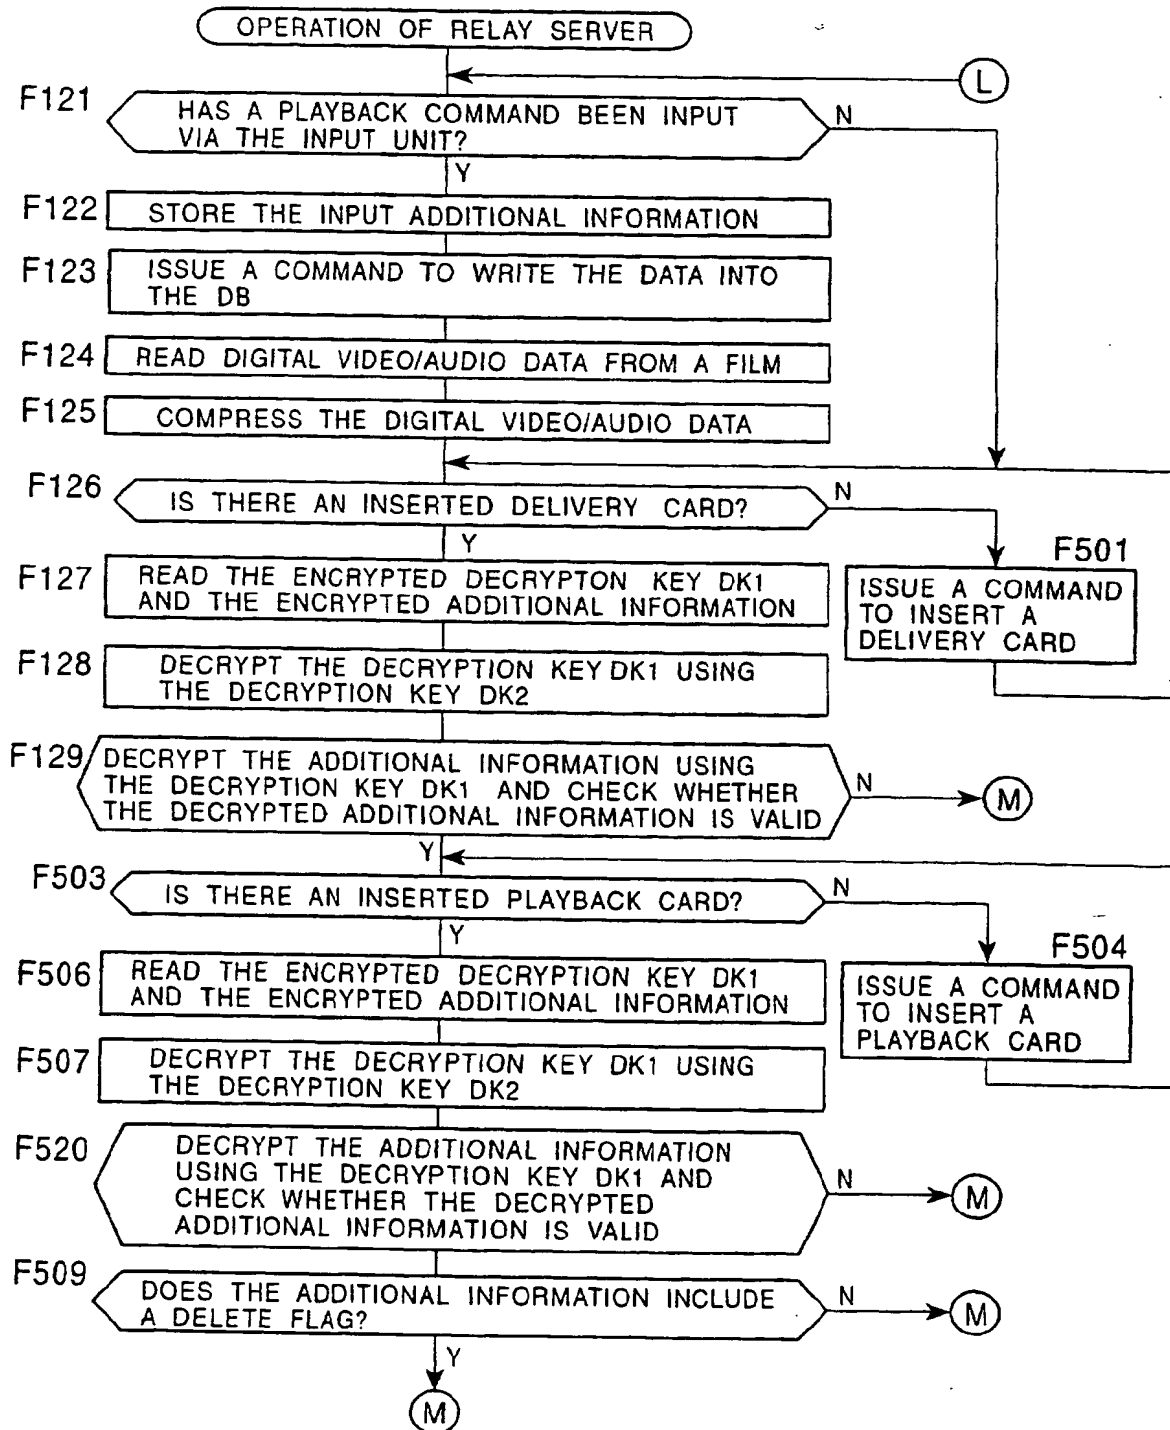 OPERATION OF RELAY SERVER
L
F121
HAS A PLAYBACK COMMAND BEEN INPUT
VIA THE INPUT UNIT?
N
Y
F122
STORE THE INPUT ADDITIONAL INFORMATION
F123
ISSUE A COMMAND TO WRITE THE DATA INTO
THE DB
F124
READ DIGITAL VIDEO/AUDIO DATA FROM A FILM
F125
COMPRESS THE DIGITAL VIDEO/AUDIO DATA
F126
IS THERE AN INSERTED DELIVERY CARD?
N
Y
F501
ISSUE A COMMAND
TO INSERT A
DELIVERY CARD
F127
READ THE ENCRYPTED DECRYPTON KEY DK1
AND THE ENCRYPTED ADDITIONAL INFORMATION
F128
DECRYPT THE DECRYPTION KEY DK1 USING
THE DECRYPTION KEY DK2
F129
DECRYPT THE ADDITIONAL INFORMATION USING
THE DECRYPTION KEY DK1 AND CHECK WHETHER
THE DECRYPTED ADDITIONAL INFORMATION IS VALID
N
M
Y
F503
IS THERE AN INSERTED PLAYBACK CARD?
N
Y
F504
ISSUE A COMMAND
TO INSERT A
PLAYBACK CARD
F506
READ THE ENCRYPTED DECRYPTION KEY DK1
AND THE ENCRYPTED ADDITIONAL INFORMATION
F507
DECRYPT THE DECRYPTION KEY DK1 USING
THE DECRYPTION KEY DK2
F520
DECRYPT THE ADDITIONAL INFORMATION
USING THE DECRYPTION KEY DK1 AND
CHECK WHETHER THE DECRYPTED
ADDITIONAL INFORMATION IS VALID
N
M
F509
DOES THE ADDITIONAL INFORMATION INCLUDE
A DELETE FLAG?
N
M
Y
M